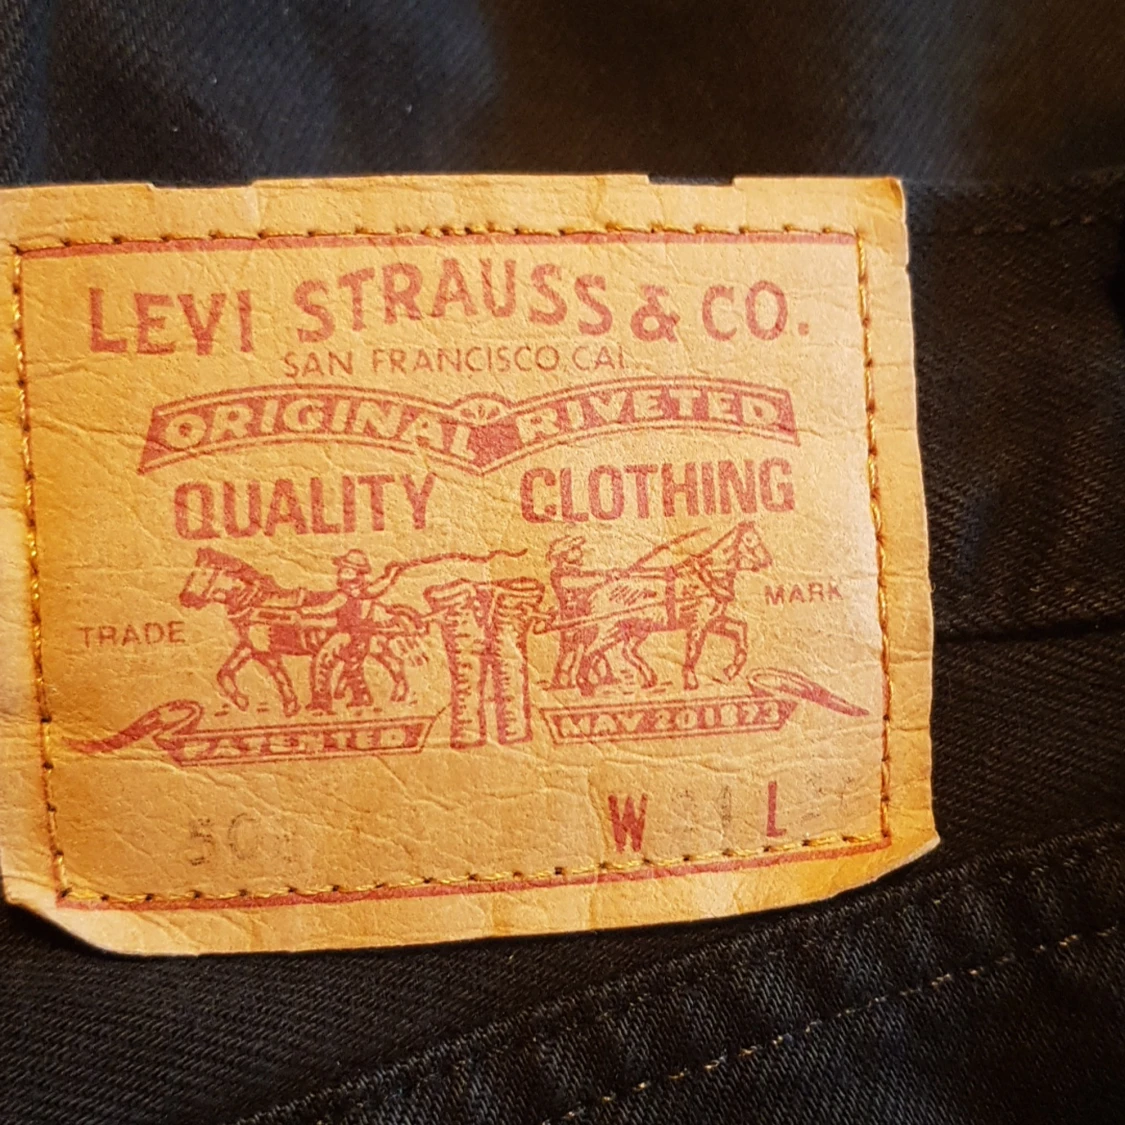 LEVI STRAUSS & CO.
SAN FRANCISCO, CAL.
ORIGINAL RIVETED
QUALITY CLOTHING
TRADE MARK
PATENTED MAY 20 1873
W L